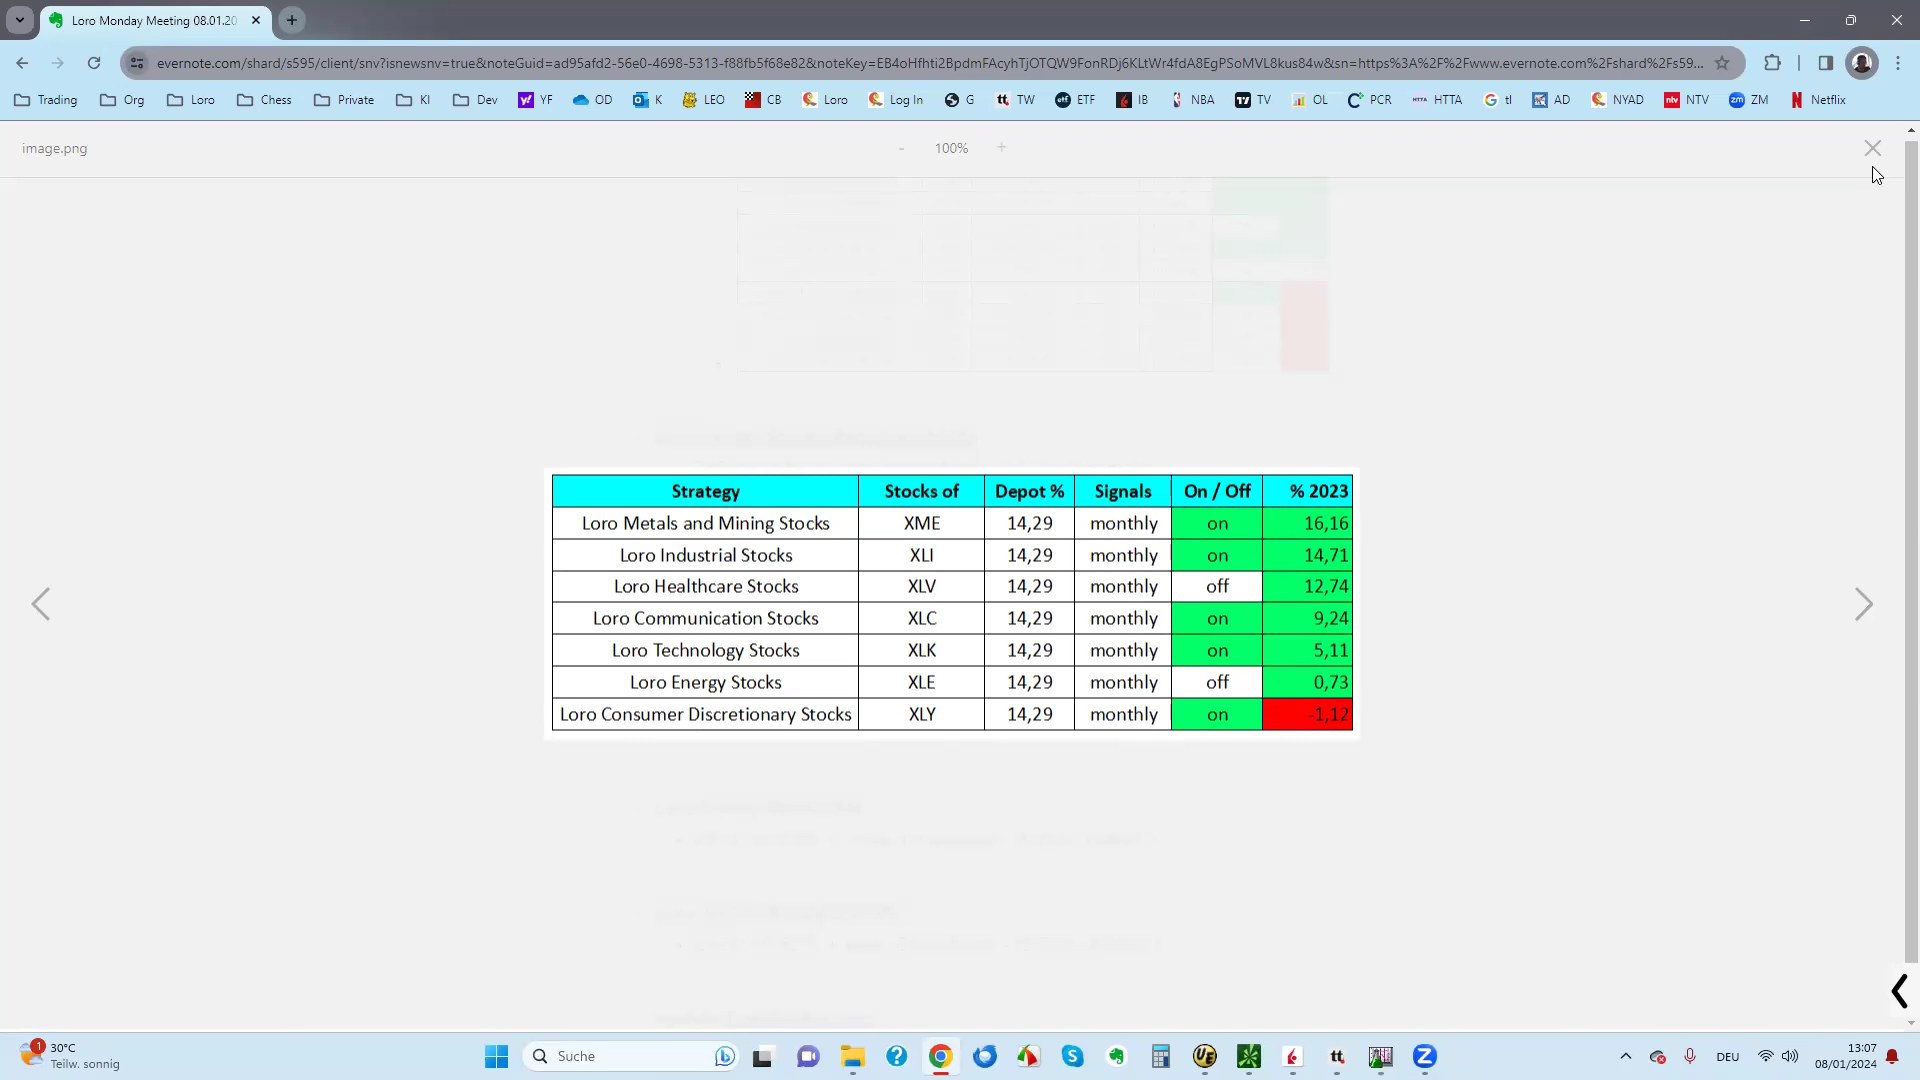 Loro Monday Meeting 08.01.20
evernote.com/shard/s595/client/snv?isnewsnv=true&noteGuid=ad95afd2-56e0-4698-5313-f88fb5f68e82&noteKey=EB4oHfhti2BpdmFAcyhTjOTQW9FonRDj6KLtWr4fdA8EgPSoMVL8kus84w&sn=https%3A%2F%2Fwww.evernote.com%2Fshard%2Fs59...
Trading Org Loro Chess Private KI Dev YF OD K LEO CB Loro Log In G TW ETF IB NBA TV OL PCR HTTA tl AD NYAD NTV ZM Netflix
image.png - 100% +
Strategy Stocks of Depot % Signals On / Off % 2023
Loro Metals and Mining Stocks XME 14,29 monthly on 16,16
Loro Industrial Stocks XLI 14,29 monthly on 14,71
Loro Healthcare Stocks XLV 14,29 monthly off 12,74
Loro Communication Stocks XLC 14,29 monthly on 9,24
Loro Technology Stocks XLK 14,29 monthly on 5,11
Loro Energy Stocks XLE 14,29 monthly off 0,73
Loro Consumer Discretionary Stocks XLY 14,29 monthly on -1,12
1 30°C
Teilw. sonnig
Suche
DEU
13:07
08/01/2024